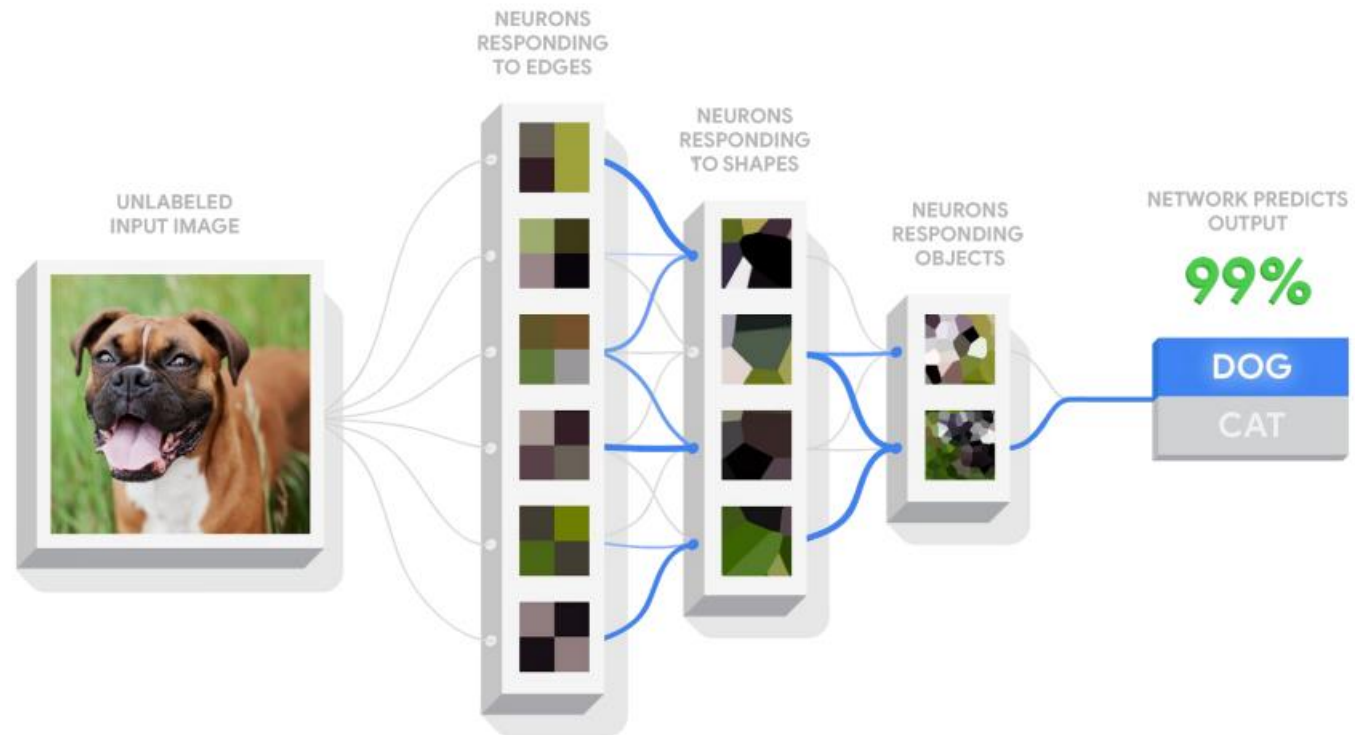 UNLABELED
INPUT IMAGE
NEURONS
RESPONDING
TO EDGES
NEURONS
RESPONDING
TO SHAPES
NEURONS
RESPONDING
OBJECTS
NETWORK PREDICTS
OUTPUT
99%
DOG
CAT